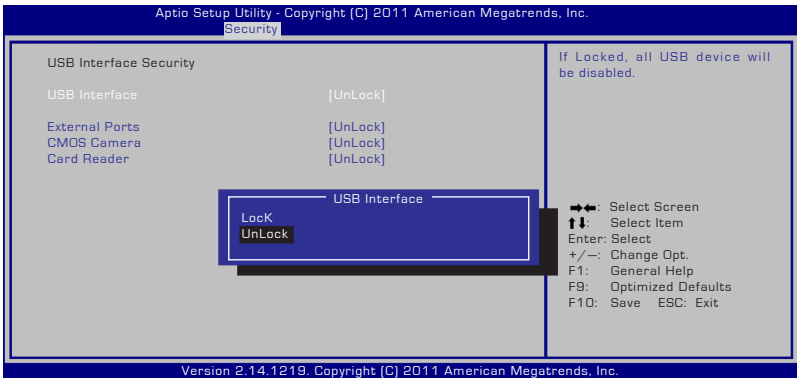 Aptio Setup Utility - Copyright (C) 2011 American Megatrends, Inc.
Security
USB Interface Security
USB Interface [UnLock]
External Ports [UnLock]
CMOS Camera [UnLock]
Card Reader [UnLock]
USB Interface
LocK
UnLock
If Locked, all USB device will
be disabled.
→←: Select Screen
↑↓: Select Item
Enter: Select
+/—: Change Opt.
F1: General Help
F9: Optimized Defaults
F10: Save ESC: Exit
Version 2.14.1219. Copyright (C) 2011 American Megatrends, Inc.